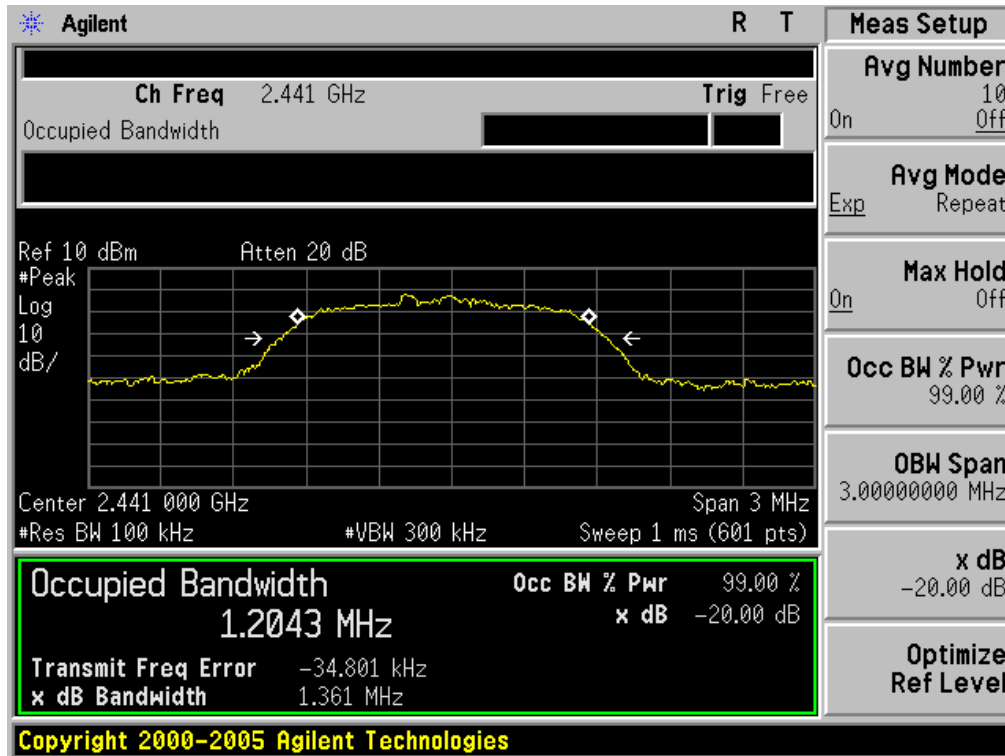 Agilent R T
Ch Freq 2.441 GHz Trig Free
Occupied Bandwidth
Ref 10 dBm Atten 20 dB
#Peak
Log
10
dB/
Center 2.441 000 GHz Span 3 MHz
#Res BW 100 kHz #VBW 300 kHz Sweep 1 ms (601 pts)
Occupied Bandwidth
1.2043 MHz
Occ BW % Pwr 99.00 %
x dB -20.00 dB
Transmit Freq Error -34.801 kHz
x dB Bandwidth 1.361 MHz
Copyright 2000-2005 Agilent Technologies
Meas Setup
Avg Number
10
On Off
Avg Mode
Exp Repeat
Max Hold
On Off
Occ BW % Pwr
99.00 %
OBW Span
3.00000000 MHz
x dB
-20.00 dB
Optimize
Ref Level